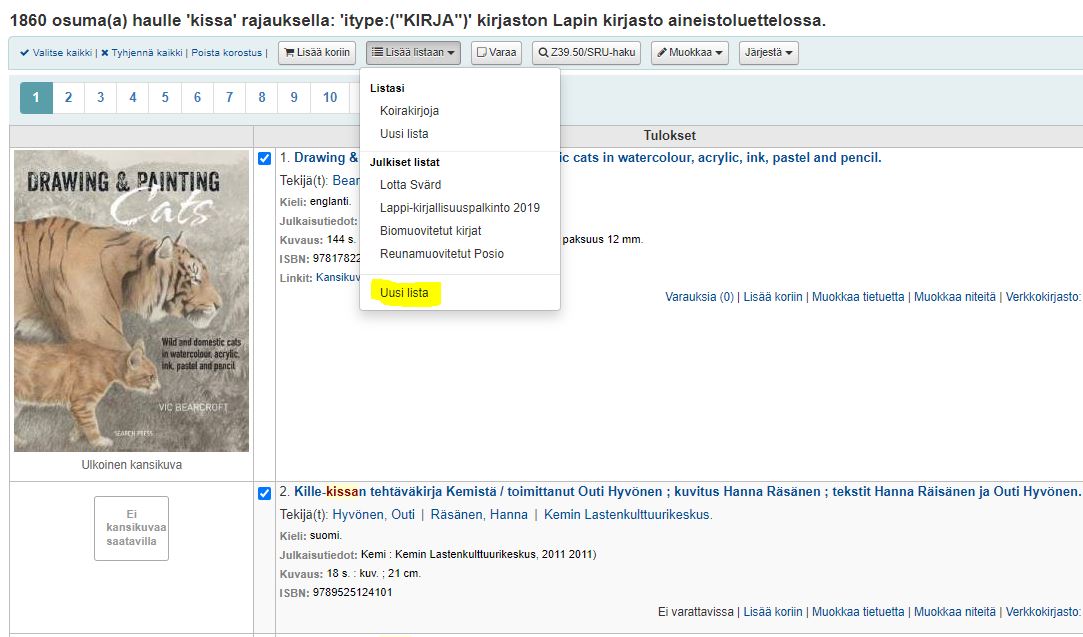 1860 osuma(a) haulle 'kissa' rajauksella: 'itype:("KIRJA")' kirjaston Lapin kirjasto aineistoluettelossa.
Valitse kaikki | Tyhjennä kaikki | Poista korostus | Lisää koriin Lisää listaan Varaa Z39.50/SRU-haku Muokkaa Järjestä
1 2 3 4 5 6 7 8 9 10
Listasi
Koirakirjoja
Uusi lista
Julkiset listat
Lotta Svärd
Lappi-kirjallisuuspalkinto 2019
Biomuovitetut kirjat
Reunamuovitetut Posio
Uusi lista
Tulokset
DRAWING & PAINTING
Cats
Wild and domestic cats
in watercolour, acrylic,
ink, pastel and pencil
VIC BEARCROFT
SEARCH PRESS
Ulkoinen kansikuva
1. Drawing & ic cats in watercolour, acrylic, ink, pastel and pencil.
Tekijä(t): Bear
Kieli: englanti.
Julkaisutiedot:
Kuvaus: 144 s. paksuus 12 mm.
ISBN: 9781782
Linkit: Kansikuv
Varauksia (0) | Lisää koriin | Muokkaa tietuetta | Muokkaa niteitä | Verkkokirjasto:
Ei
kansikuvaa
saatavilla
2. Kille-kissan tehtäväkirja Kemistä / toimittanut Outi Hyvönen ; kuvitus Hanna Räsänen ; tekstit Hanna Räisänen ja Outi Hyvönen.
Tekijä(t): Hyvönen, Outi | Räsänen, Hanna | Kemin Lastenkulttuurikeskus.
Kieli: suomi.
Julkaisutiedot: Kemi : Kemin Lastenkulttuurikeskus, 2011 2011)
Kuvaus: 18 s. : kuv. ; 21 cm.
ISBN: 9789525124101
Ei varattavissa | Lisää koriin | Muokkaa tietuetta | Muokkaa niteitä | Verkkokirjasto: